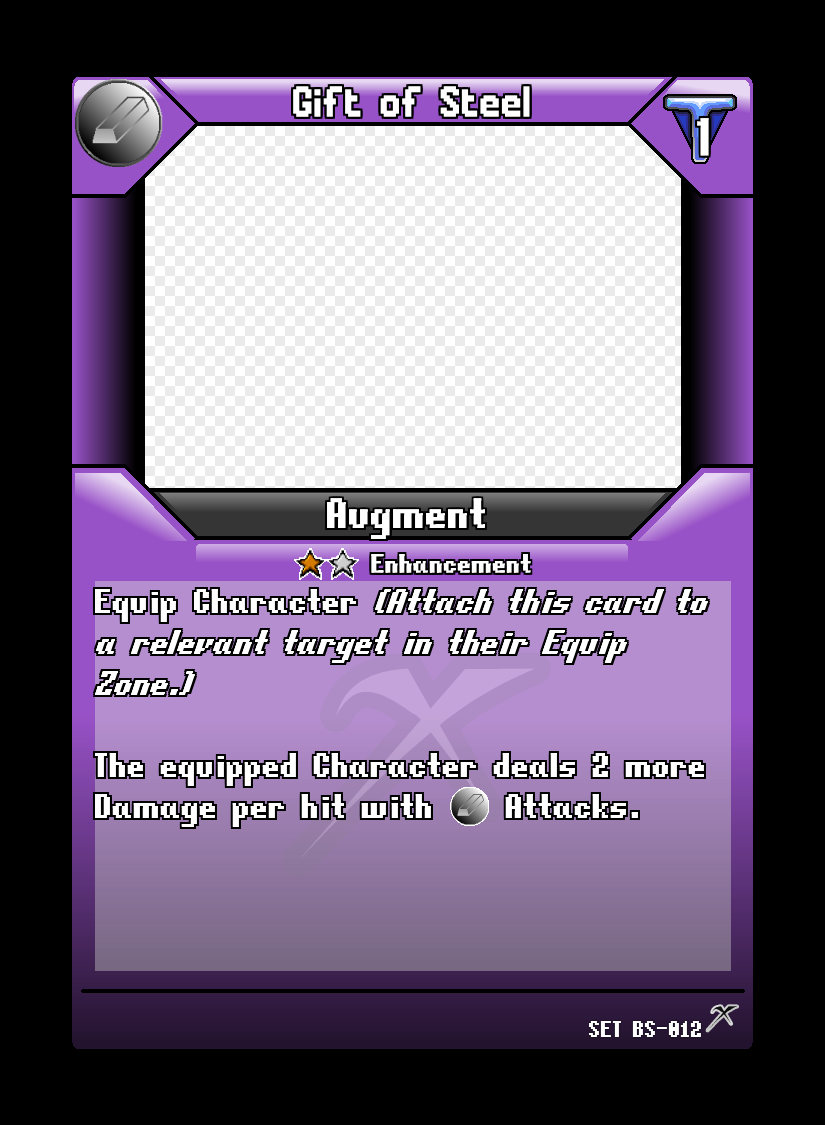 Gift of Steel
1
Augment
Enhancement
Equip Character (Attach this card to
a relevant target in their Equip
Zone.)
The equipped Character deals 2 more
Damage per hit with Attacks.
SET BS-012